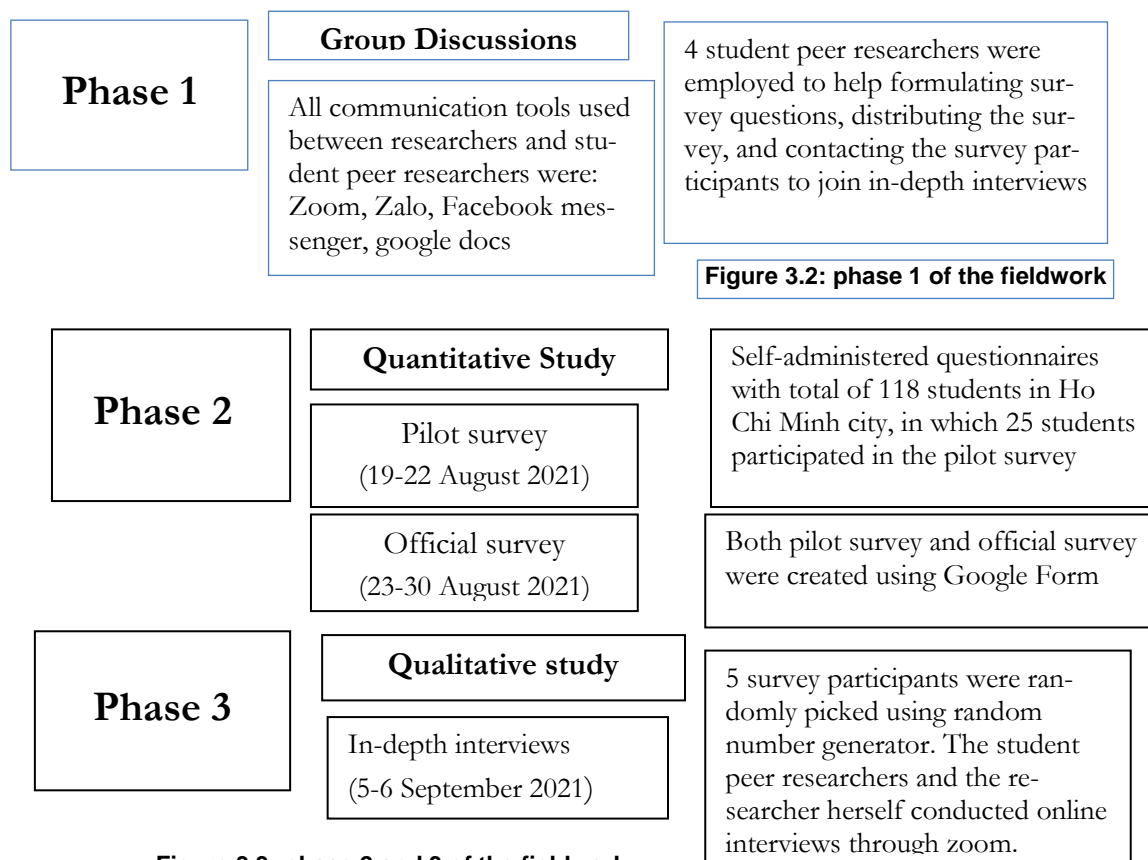 Phase 1
Group Discussions
All communication tools used
between researchers and stu-
dent peer researchers were:
Zoom, Zalo, Facebook mes-
senger, google docs
4 student peer researchers were
employed to help formulating sur-
vey questions, distributing the sur-
vey, and contacting the survey par-
ticipants to join in-depth interviews
Figure 3.2: phase 1 of the fieldwork
Phase 2
Quantitative Study
Pilot survey
(19-22 August 2021)
Official survey
(23-30 August 2021)
Self-administered questionnaires
with total of 118 students in Ho
Chi Minh city, in which 25 students
participated in the pilot survey
Both pilot survey and official survey
were created using Google Form
Phase 3
Qualitative study
In-depth interviews
(5-6 September 2021)
5 survey participants were ran-
domly picked using random
number generator. The student
peer researchers and the re-
searcher herself conducted online
interviews through zoom.